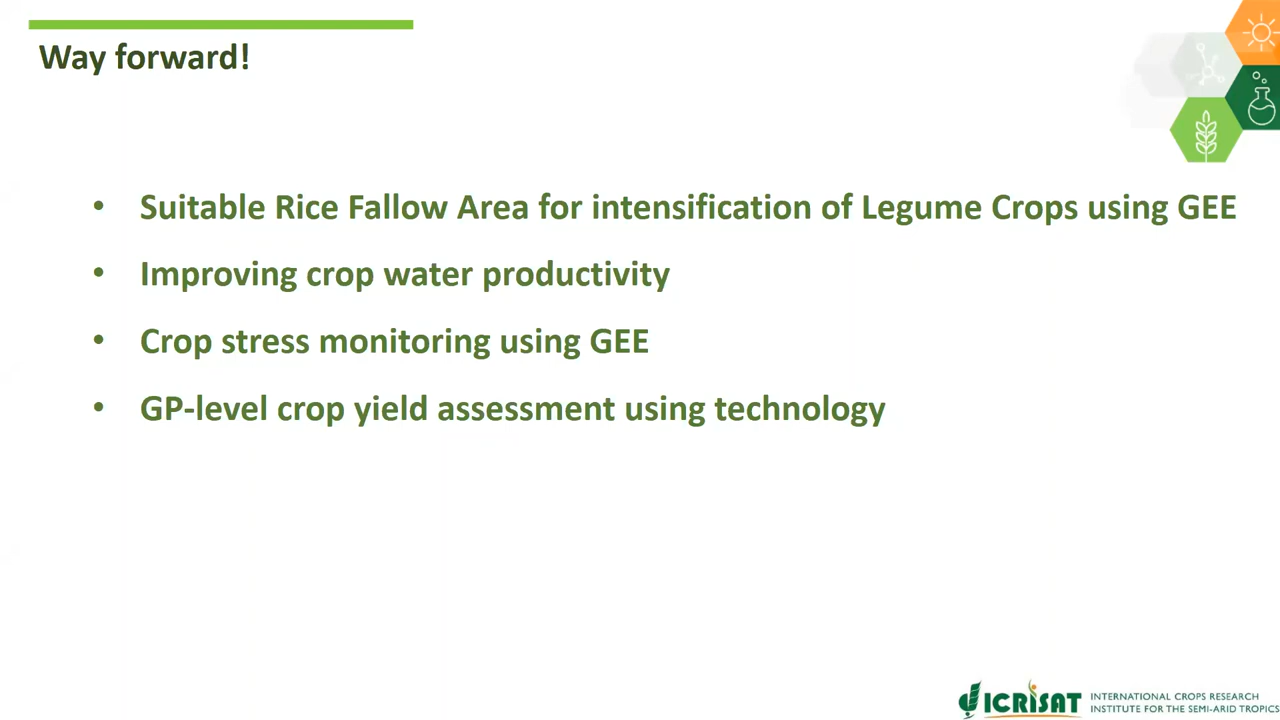 Way forward!
• Suitable Rice Fallow Area for intensification of Legume Crops using GEE
• Improving crop water productivity
• Crop stress monitoring using GEE
• GP-level crop yield assessment using technology
ICRISAT
INTERNATIONAL CROPS RESEARCH
INSTITUTE FOR THE SEMI-ARID TROPICS